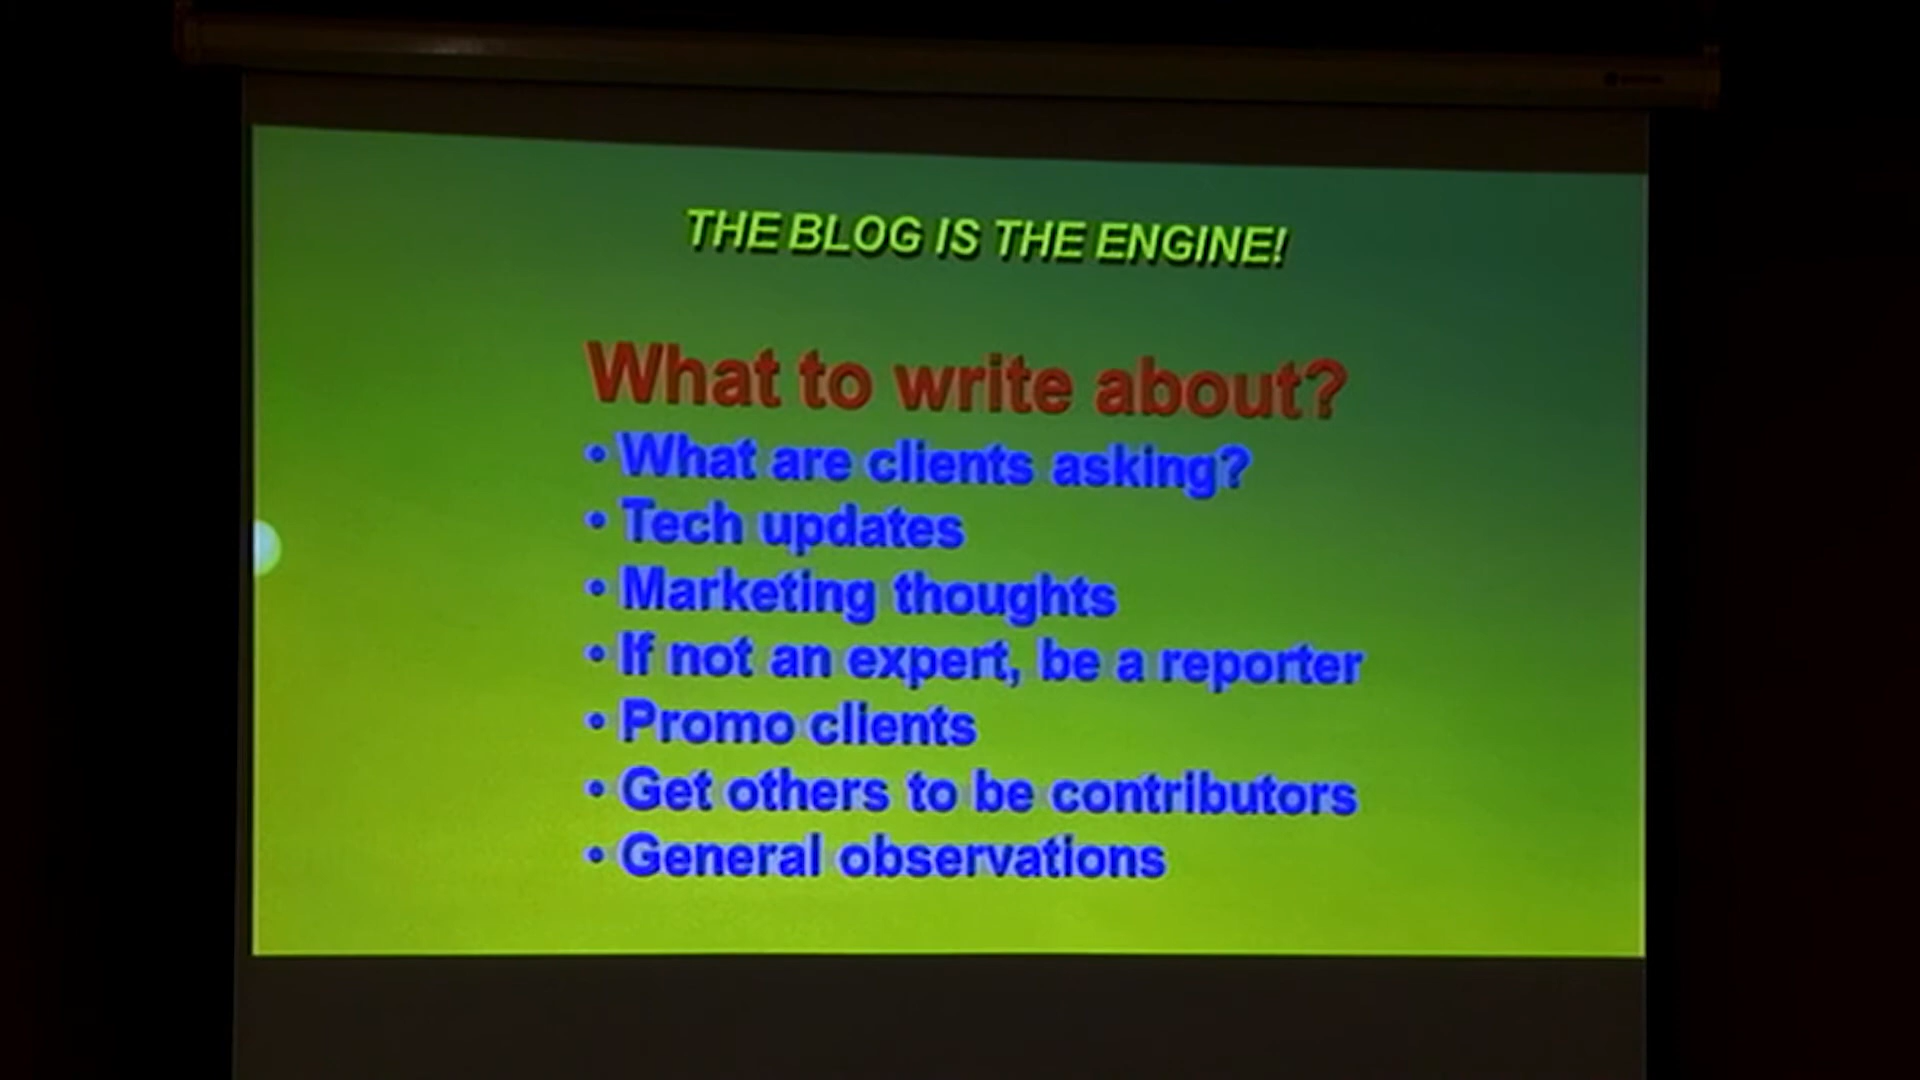 THE BLOG IS THE ENGINE!
What to write about?
• What are clients asking?
• Tech updates
• Marketing thoughts
• If not an expert, be a reporter
• Promo clients
• Get others to be contributors
• General observations